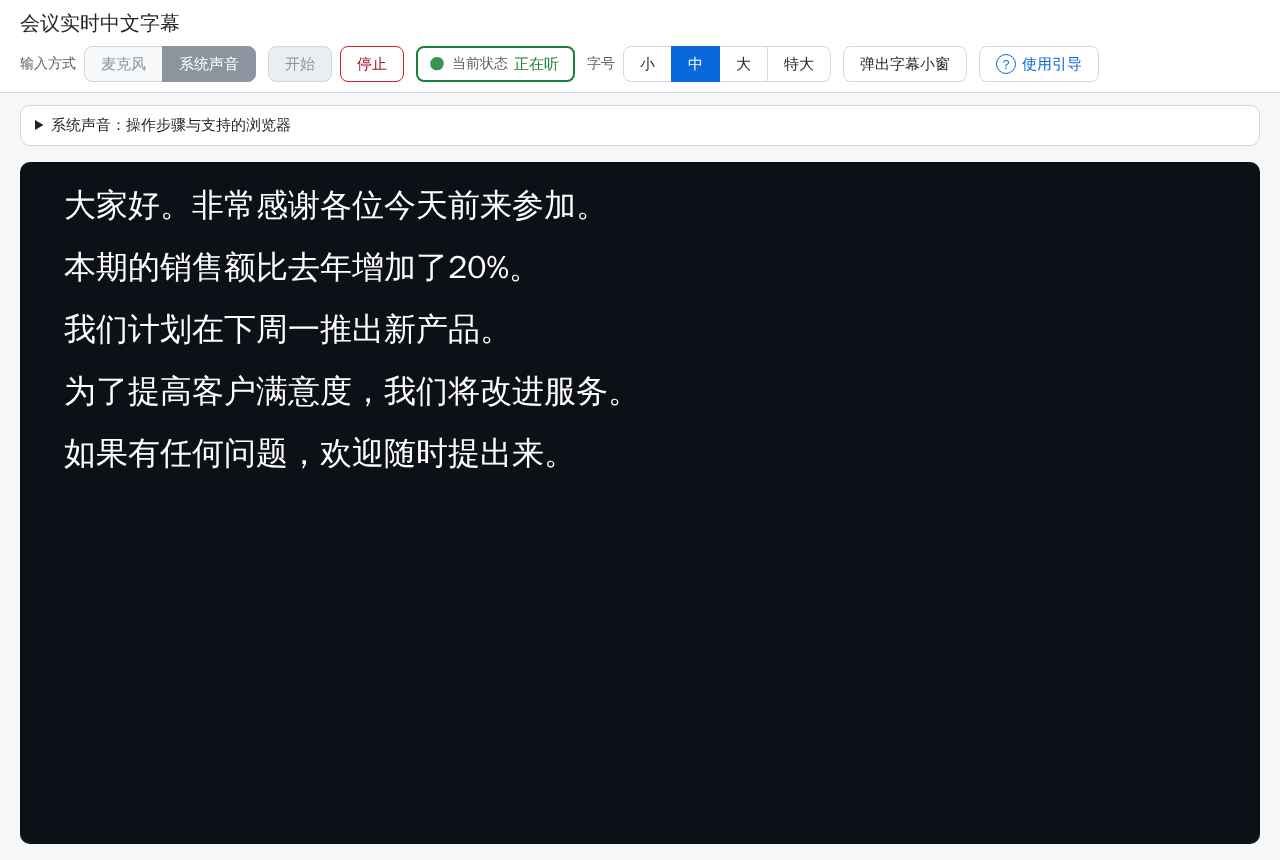 会议实时中文字幕
输入方式 麦克风 系统声音 开始 停止 当前状态 正在听 字号 小 中 大 特大 弹出字幕小窗 ? 使用引导
系统声音：操作步骤与支持的浏览器
大家好。非常感谢各位今天前来参加。
本期的销售额比去年增加了20%。
我们计划在下周一推出新产品。
为了提高客户满意度，我们将改进服务。
如果有任何问题，欢迎随时提出来。